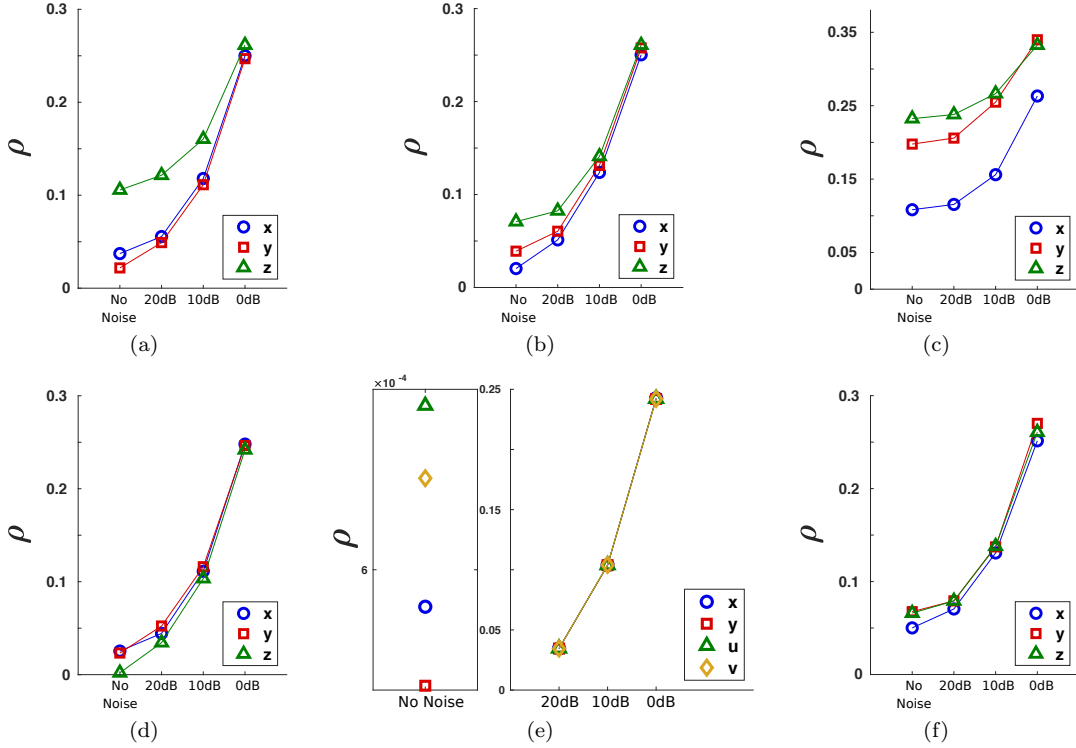 0.3
0.2
0.1
0
ρ
No
Noise
20dB
10dB
0dB
x
y
z
(a)
0.3
0.2
0.1
0
ρ
No
Noise
20dB
10dB
0dB
x
y
z
(b)
0.35
0.25
0.15
0.05
ρ
No
Noise
20dB
10dB
0dB
x
y
z
(c)
0.3
0.2
0.1
0
ρ
No
Noise
20dB
10dB
0dB
x
y
z
(d)
×10 -4
6
ρ
No Noise
0.25
0.15
0.05
0
20dB
10dB
0dB
x
y
u
v
(e)
0.3
0.2
0.1
0
ρ
No
Noise
20dB
10dB
0dB
x
y
z
(f)